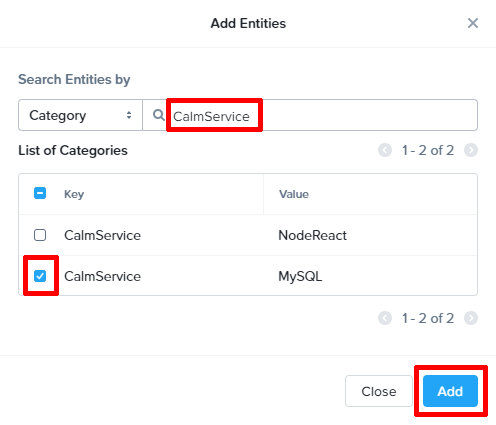 Add Entities
Search Entities by
Category CalmService
List of Categories 1 - 2 of 2
Key Value
CalmService NodeReact
CalmService MySQL
1 - 2 of 2
Close Add